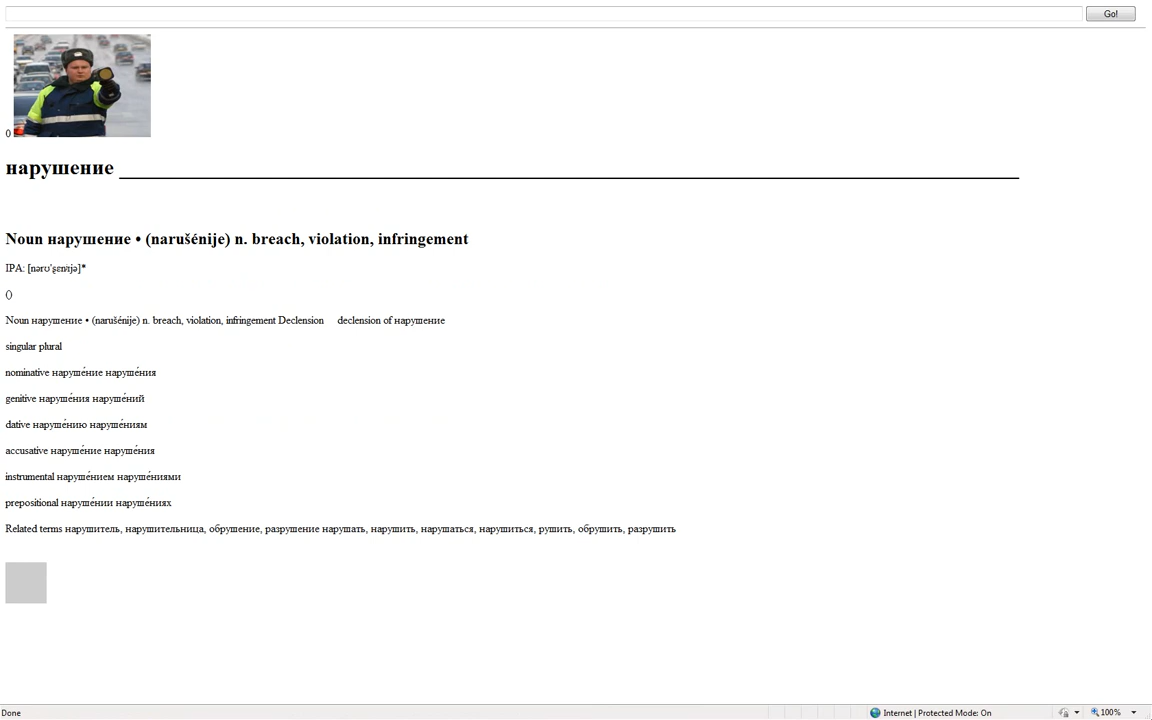 Go!
0
нарушение
Noun нарушение • (narušénije) n. breach, violation, infringement
IPA: [nərʊˈʂɛnʲɪjə]*
()
Noun нарушение • (narušénije) n. breach, violation, infringement Declension declension of нарушение
singular plural
nominative наруше́ние наруше́ния
genitive наруше́ния наруше́ний
dative наруше́нию наруше́ниям
accusative наруше́ние наруше́ния
instrumental наруше́нием наруше́ниями
prepositional наруше́нии наруше́ниях
Related terms нарушитель, нарушительница, обрушение, разрушение нарушать, нарушить, нарушаться, нарушиться, рушить, обрушить, разрушить
Done Internet | Protected Mode: On 100%